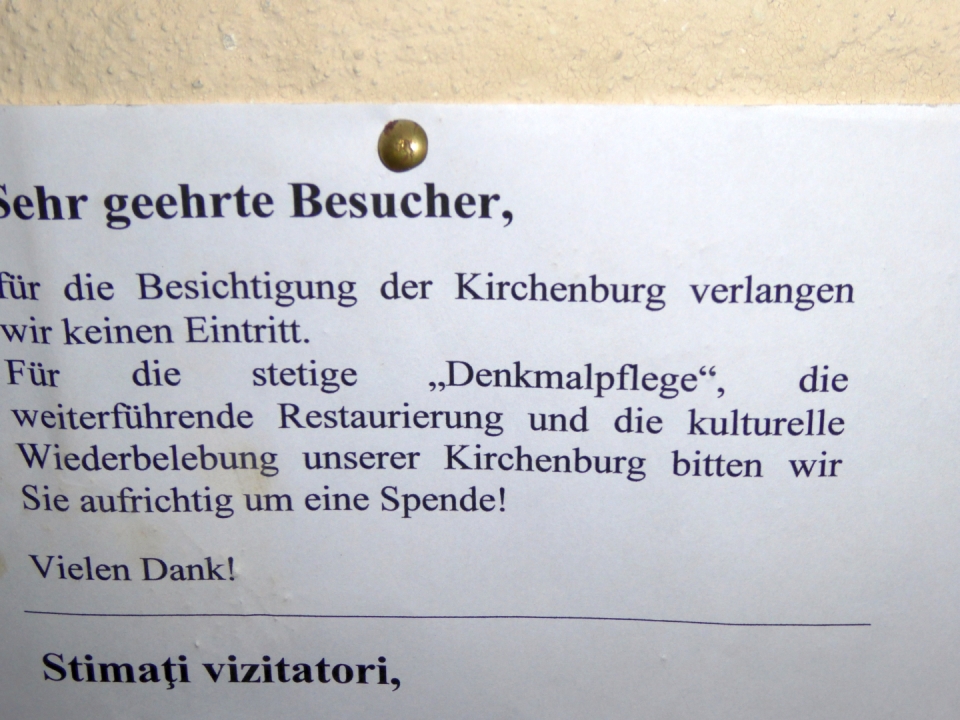 Sehr geehrte Besucher,
für die Besichtigung der Kirchenburg verlangen
wir keinen Eintritt.
Für die stetige „Denkmalpflege“, die
weiterführende Restaurierung und die kulturelle
Wiederbelebung unserer Kirchenburg bitten wir
Sie aufrichtig um eine Spende!
Vielen Dank!
Stimaţi vizitatori,